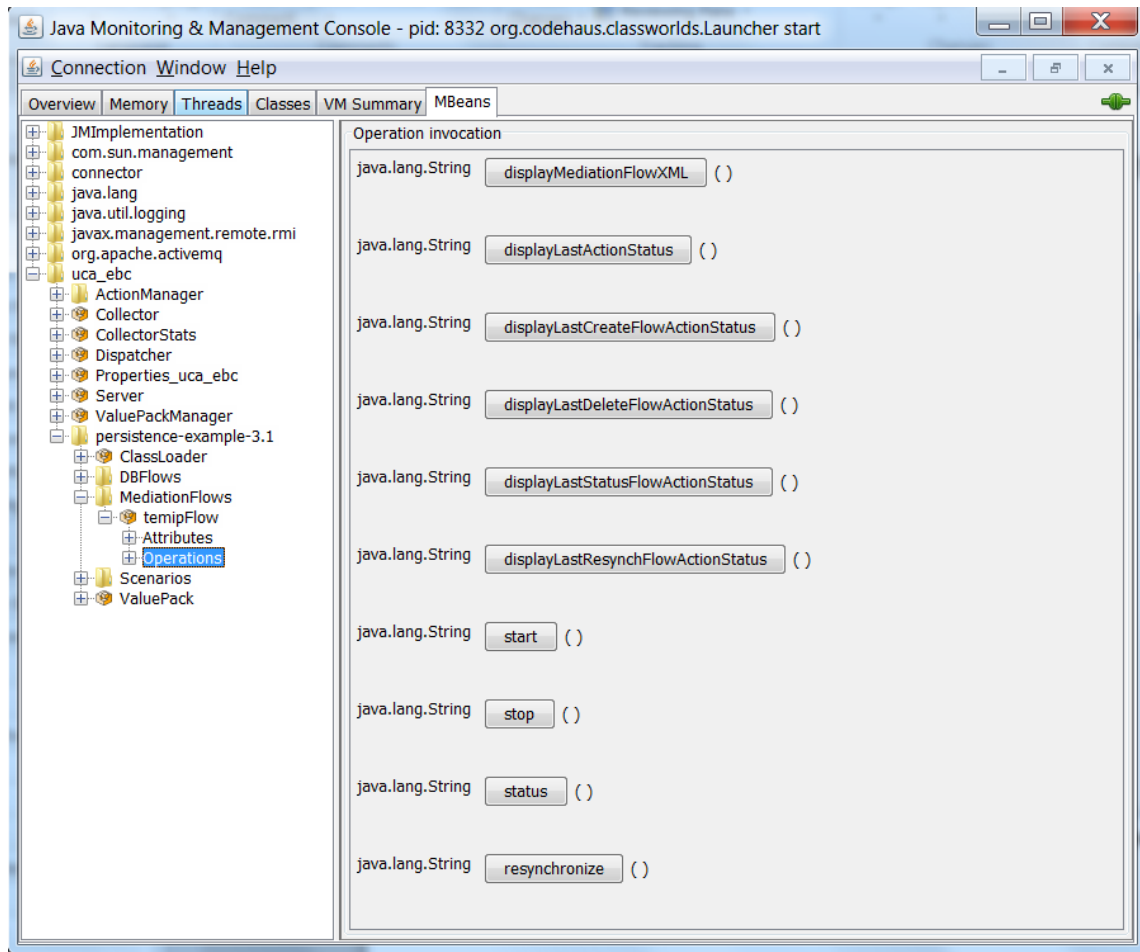 Java Monitoring & Management Console - pid: 8332 org.codehaus.classworlds.Launcher start
Connection Window Help
Overview Memory Threads Classes VM Summary MBeans
JMImplementation
com.sun.management
connector
java.lang
java.util.logging
javax.management.remote.rmi
org.apache.activemq
uca_ebc
ActionManager
Collector
CollectorStats
Dispatcher
Properties_uca_ebc
Server
ValuePackManager
persistence-example-3.1
ClassLoader
DBFlows
MediationFlows
temipFlow
Attributes
Operations
Scenarios
ValuePack
Operation invocation
java.lang.String displayMediationFlowXML ( )
java.lang.String displayLastActionStatus ( )
java.lang.String displayLastCreateFlowActionStatus ( )
java.lang.String displayLastDeleteFlowActionStatus ( )
java.lang.String displayLastStatusFlowActionStatus ( )
java.lang.String displayLastResynchFlowActionStatus ( )
java.lang.String start ( )
java.lang.String stop ( )
java.lang.String status ( )
java.lang.String resynchronize ( )